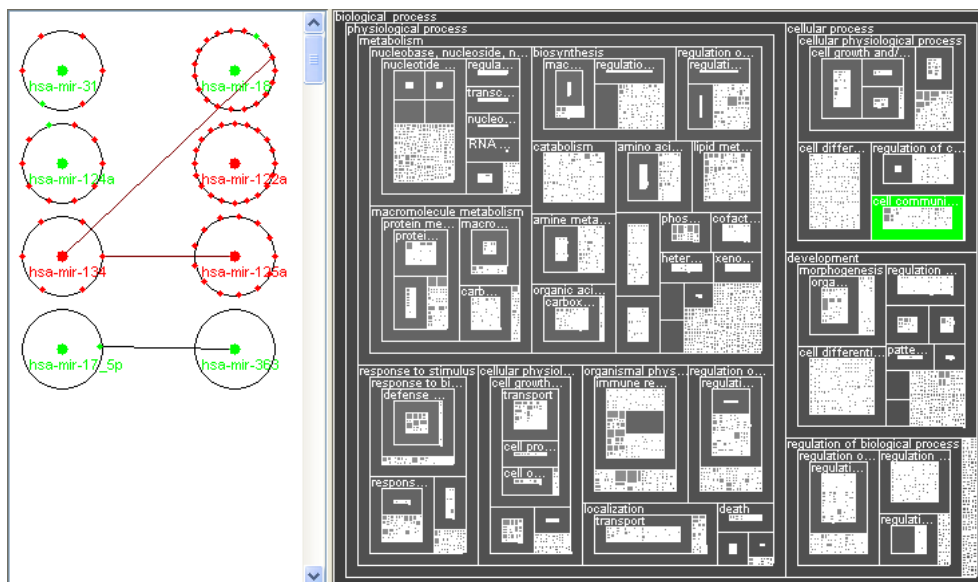 hsa-mir-31
hsa-mir-18
hsa-mir-124a
hsa-mir-122a
hsa-mir-134
hsa-mir-125a
hsa-mir-17_5p
hsa-mir-363
biological process
physiological process
metabolism
nucleobase, nucleoside, n...
nucleotide ...
regula...
transc...
nucleo...
RNA ...
biosynthesis
mac...
regulatio...
regulation o...
regulati...
catabolism
amino aci...
lipid met...
macromolecule metabolism
protein me...
protei...
macro...
carb...
amine meta...
organic aci...
carbox...
phos...
cofact...
heter...
xeno...
response to stimulus
response to bi...
defense ...
respons...
cellular physiol...
cell growth...
transport
cell pro...
cell o...
organismal phys...
immune re...
regulation o...
regulati...
localization
transport
death
cellular process
cellular physiological process
cell growth and/...
cell differ...
regulation of c...
cell communi...
development
morphogenesis
orga...
regulation ...
cell differenti...
patte...
regulation of biological process
regulation o...
regulati...
regulation ...
regulati...